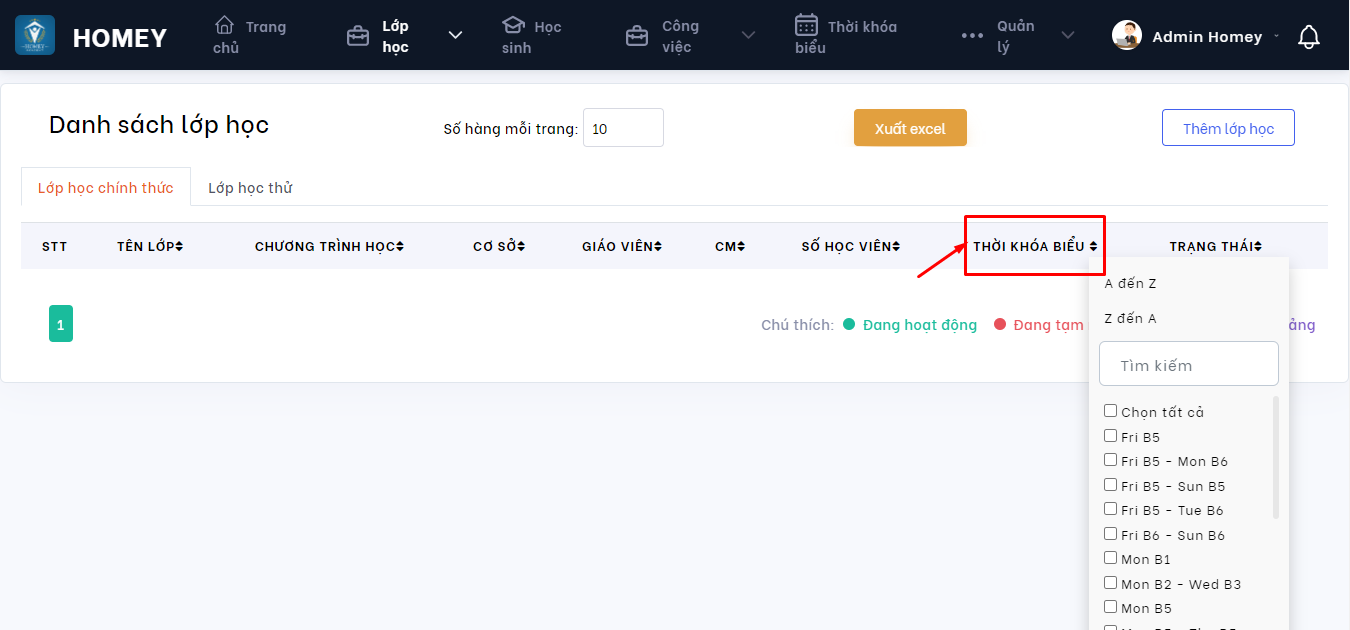 HOMEY
Trang chủ
Lớp học
Học sinh
Công việc
Thời khóa biểu
Quản lý
Admin Homey
Danh sách lớp học
Số hàng mỗi trang: 10
Xuất excel
Thêm lớp học
Lớp học chính thức
Lớp học thử
STT TÊN LỚP CHƯƠNG TRÌNH HỌC CƠ SỞ GIÁO VIÊN CM SỐ HỌC VIÊN THỜI KHÓA BIỂU TRẠNG THÁI
1
Chú thích: Đang hoạt động Đang tạm
A đến Z
Z đến A
Tìm kiếm
Chọn tất cả
Fri B5
Fri B5 - Mon B6
Fri B5 - Sun B5
Fri B5 - Tue B6
Fri B6 - Sun B6
Mon B1
Mon B2 - Wed B3
Mon B5